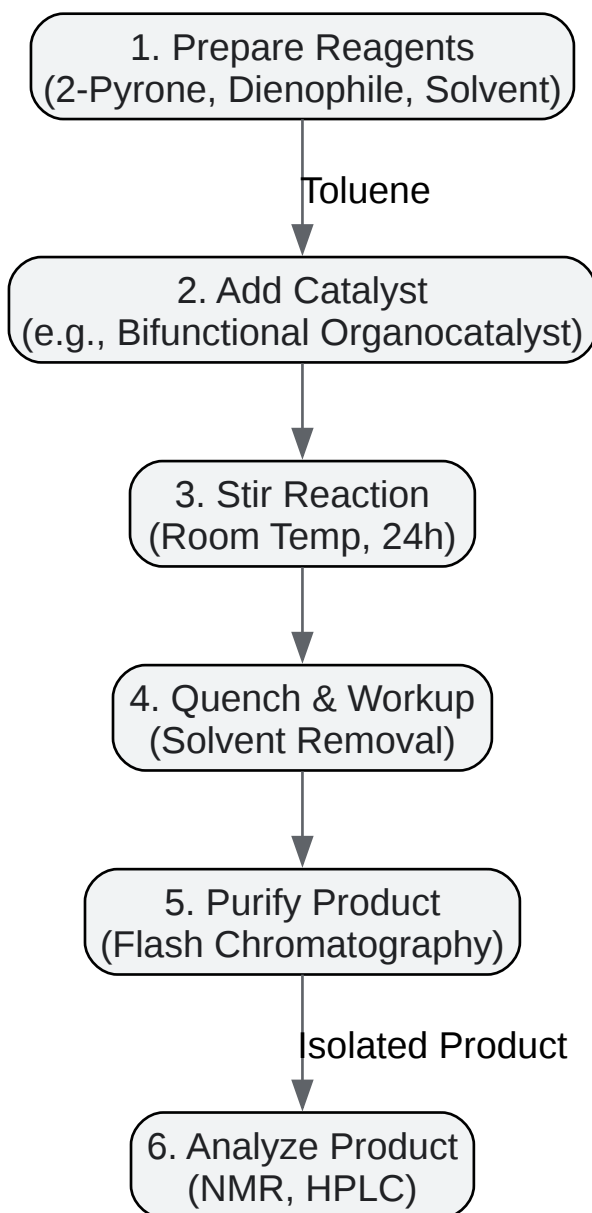 1. Prepare Reagents
(2-Pyrone, Dienophile, Solvent)
Toluene
2. Add Catalyst
(e.g., Bifunctional Organocatalyst)
3. Stir Reaction
(Room Temp, 24h)
4. Quench & Workup
(Solvent Removal)
5. Purify Product
(Flash Chromatography)
Isolated Product
6. Analyze Product
(NMR, HPLC)